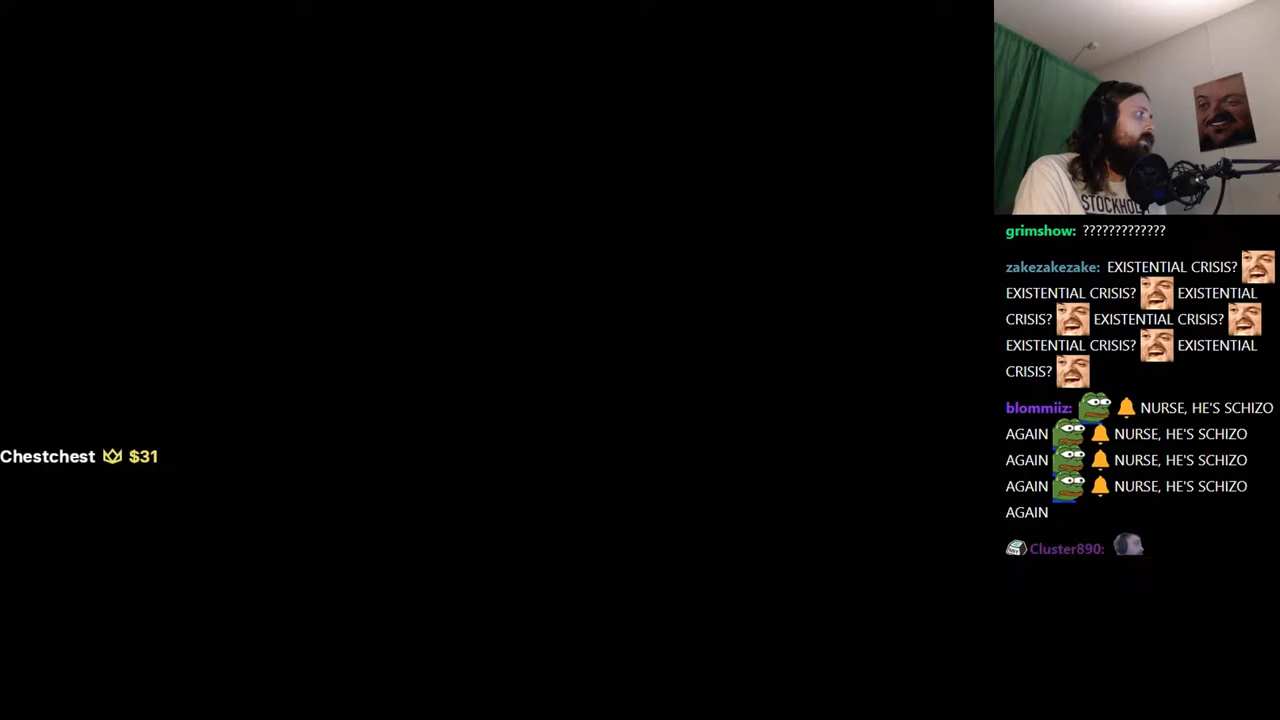 STOCKHOL
grimshow: ?????????????
zakezakezake: EXISTENTIAL CRISIS?
EXISTENTIAL CRISIS? EXISTENTIAL
CRISIS? EXISTENTIAL CRISIS?
EXISTENTIAL CRISIS? EXISTENTIAL
CRISIS?
blommiiz: NURSE, HE'S SCHIZO
AGAIN NURSE, HE'S SCHIZO
AGAIN NURSE, HE'S SCHIZO
AGAIN NURSE, HE'S SCHIZO
AGAIN
Cluster890:
Chestchest $31